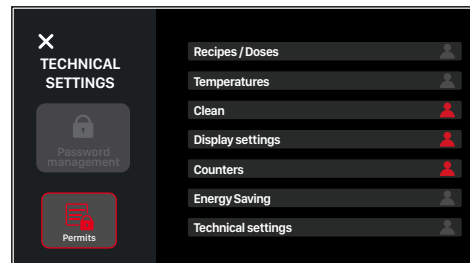 TECHNICAL
SETTINGS
Password
management
Permits
Recipes / Doses
Temperatures
Clean
Display settings
Counters
Energy Saving
Technical settings